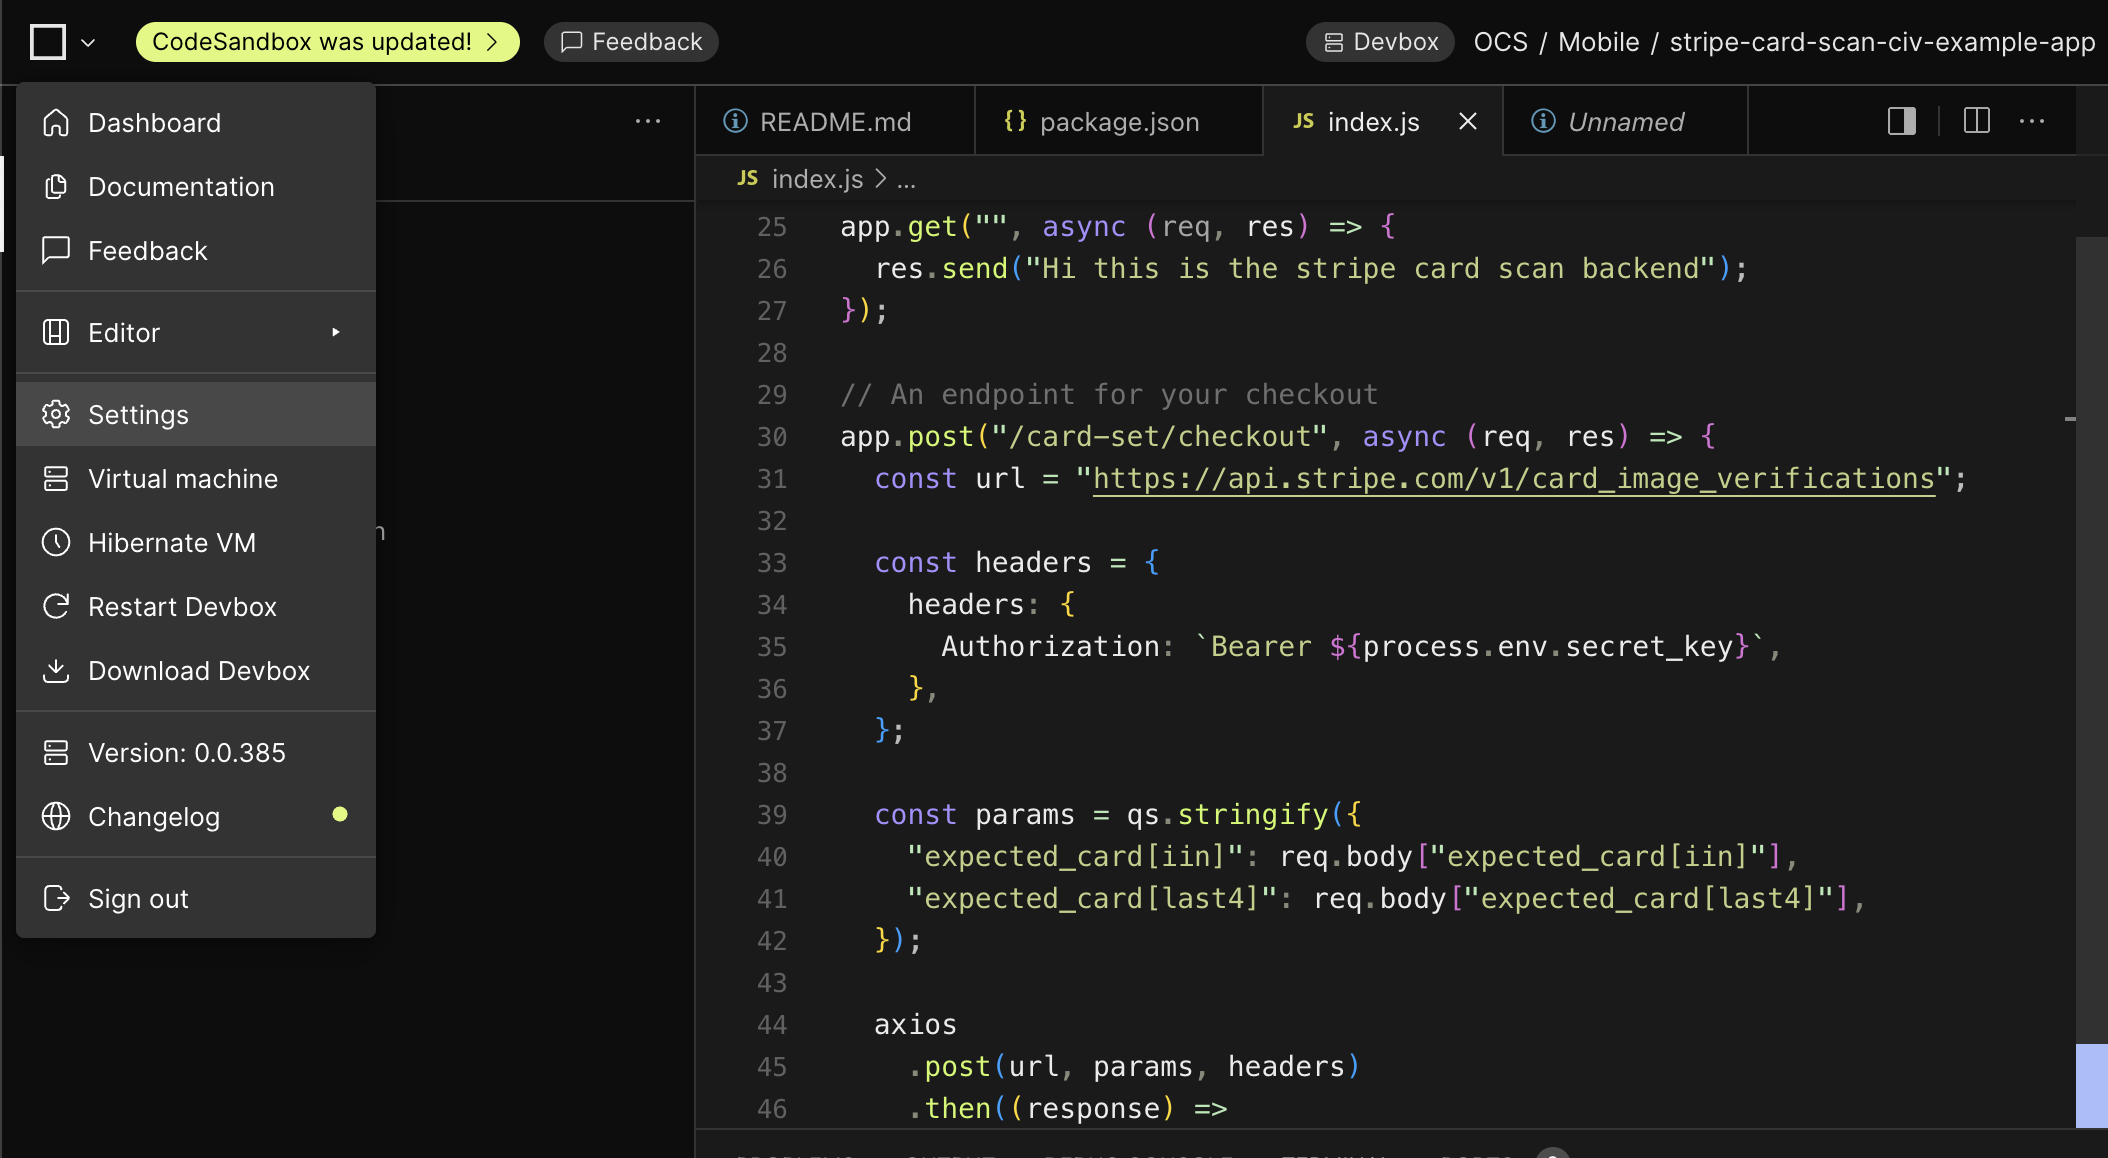 CodeSandbox was updated!
Feedback
Devbox
OCS / Mobile / stripe-card-scan-civ-example-app
Dashboard
Documentation
Feedback
Editor
Settings
Virtual machine
Hibernate VM
Restart Devbox
Download Devbox
Version: 0.0.385
Changelog
Sign out
README.md
{} package.json
JS index.js
Unnamed
JS index.js > ...
25 app.get("", async (req, res) => {
26 res.send("Hi this is the stripe card scan backend");
27 });
28
29 // An endpoint for your checkout
30 app.post("/card-set/checkout", async (req, res) => {
31 const url = "https://api.stripe.com/v1/card_image_verifications";
32
33 const headers = {
34 headers: {
35 Authorization: `Bearer ${process.env.secret_key}`,
36 },
37 };
38
39 const params = qs.stringify({
40 "expected_card[iin]": req.body["expected_card[iin]"],
41 "expected_card[last4]": req.body["expected_card[last4]"],
42 });
43
44 axios
45 .post(url, params, headers)
46 .then((response) =>